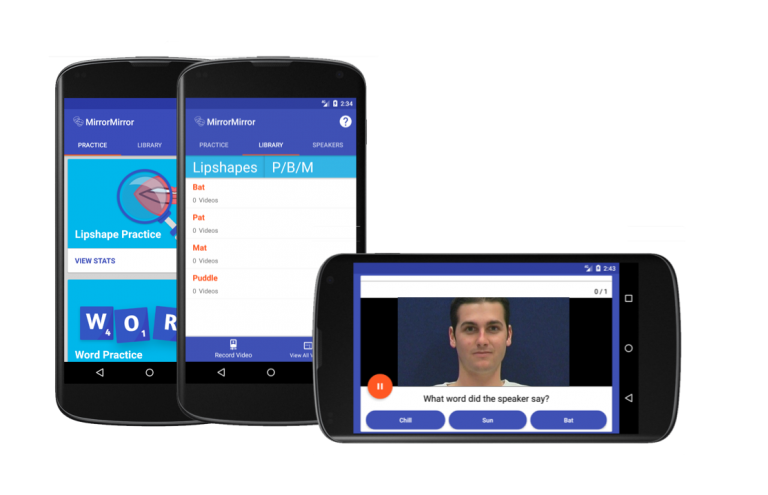 MirrorMirror
PRACTICE LIBRARY
Lipshape Practice
VIEW STATS
W4 O1 R
Word Practice
2:34
MirrorMirror
?
PRACTICE LIBRARY SPEAKERS
Lipshapes P/B/M
Bat
0 Videos
Pat
0 Videos
Mat
0 Videos
Puddle
0 Videos
Record Video View All V
2:43
0 / 1
What word did the speaker say?
Chill Sun Bat